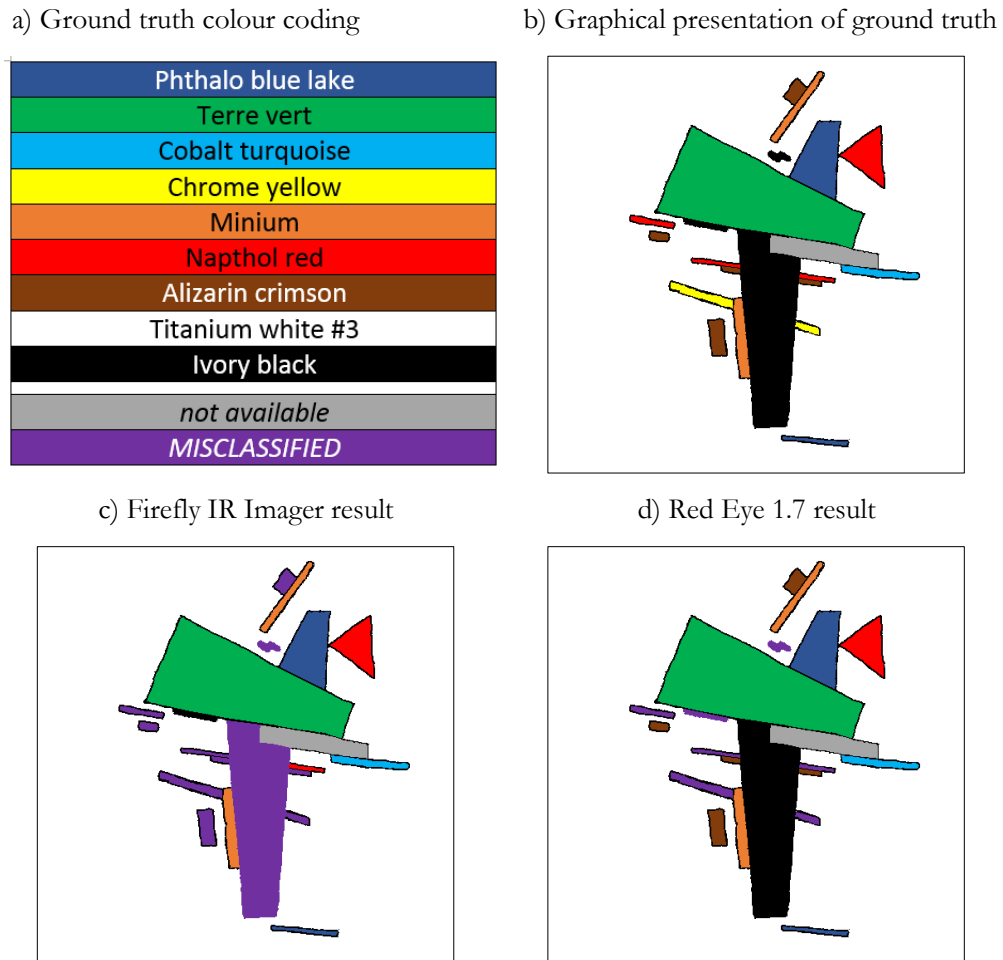 a) Ground truth colour coding
b) Graphical presentation of ground truth
Phthalo blue lake
Terre vert
Cobalt turquoise
Chrome yellow
Minium
Napthol red
Alizarin crimson
Titanium white #3
Ivory black
not available
MISCLASSIFIED
c) Firefly IR Imager result
d) Red Eye 1.7 result